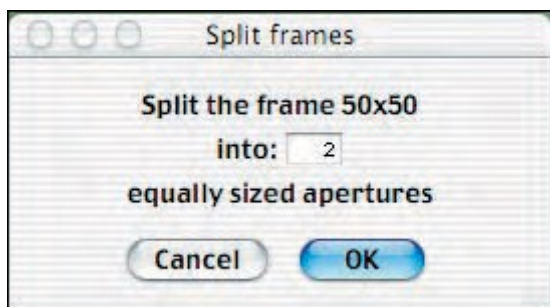 Split frames
Split the frame 50x50
into: 2
equally sized apertures
Cancel OK